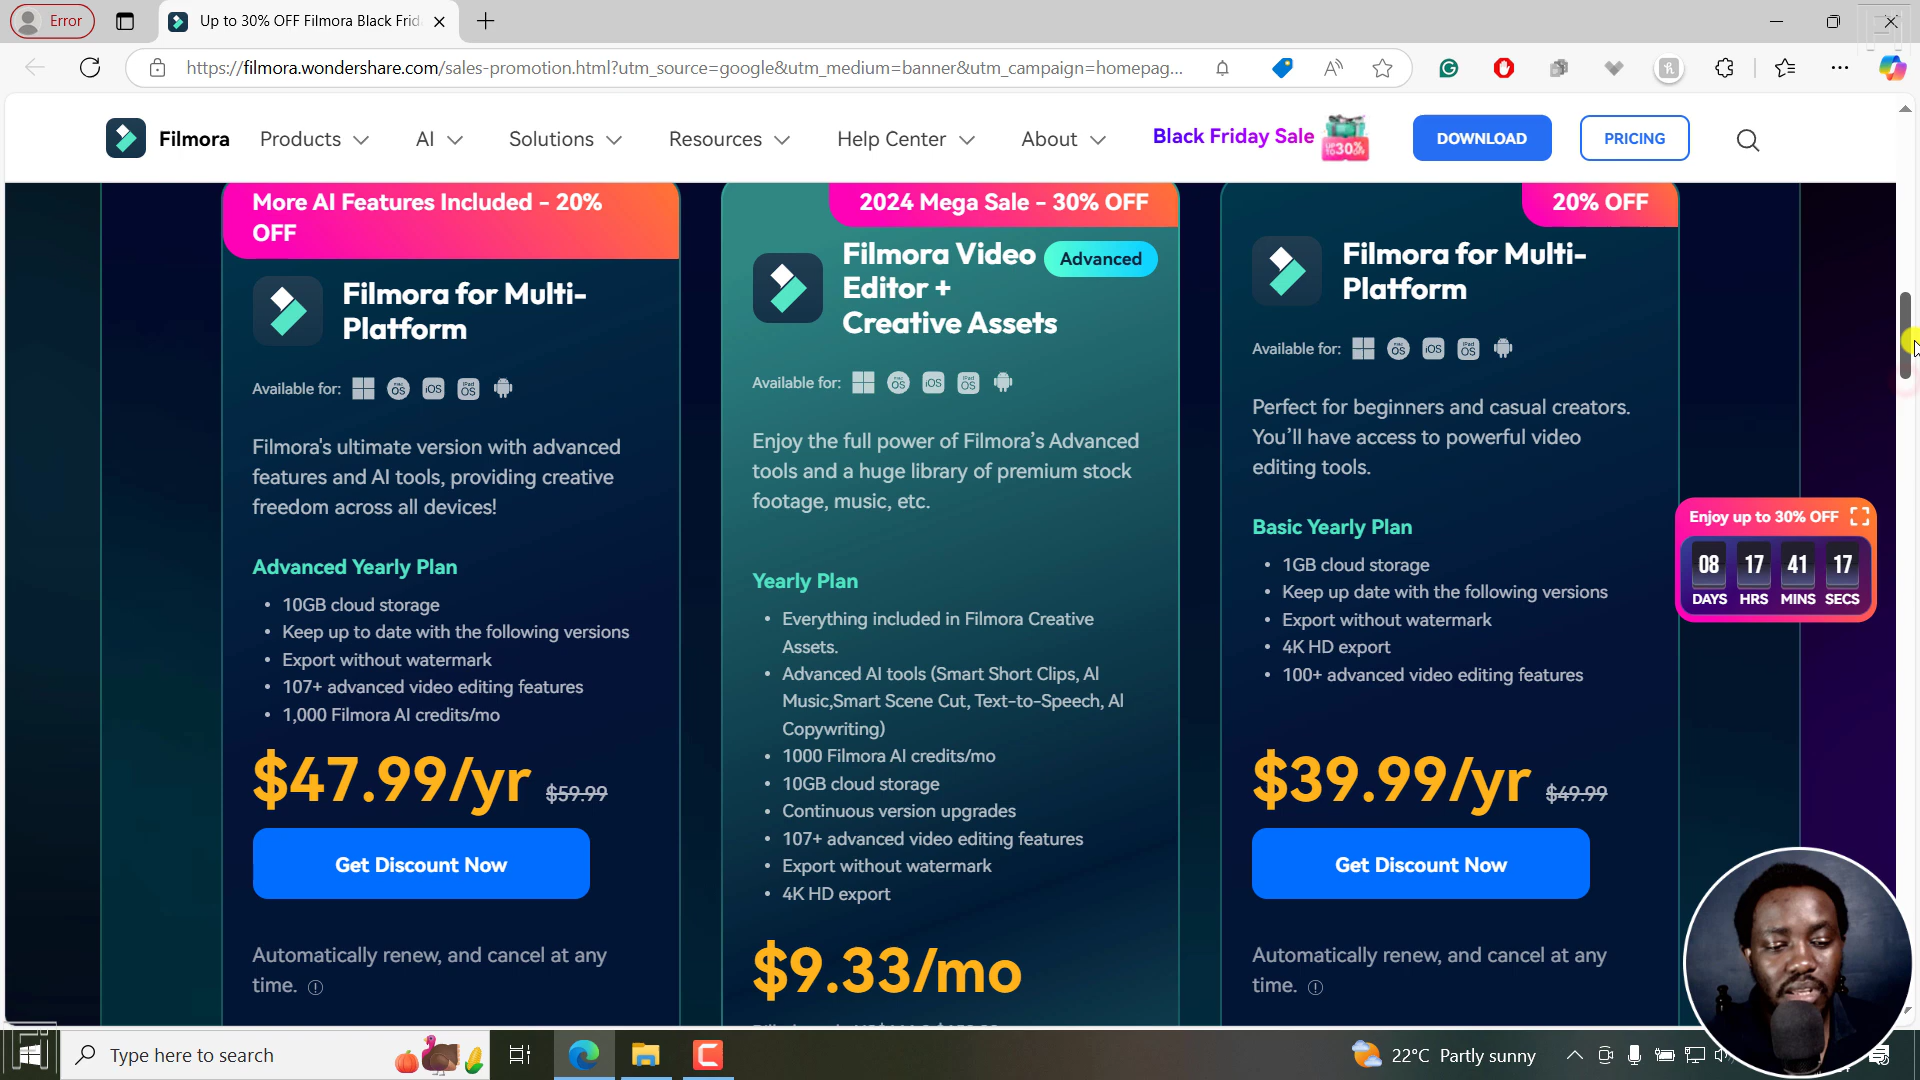 Error
Up to 30% OFF Filmora Black Frid
https://filmora.wondershare.com/sales-promotion.html?utm_source=google&utm_medium=banner&utm_campaign=homepag...
Filmora
Products
AI
Solutions
Resources
Help Center
About
Black Friday Sale
UP TO 30%
DOWNLOAD
PRICING
More AI Features Included - 20%
OFF
Filmora for Multi-
Platform
Available for:
Filmora's ultimate version with advanced
features and AI tools, providing creative
freedom across all devices!
Advanced Yearly Plan
• 10GB cloud storage
• Keep up to date with the following versions
• Export without watermark
• 107+ advanced video editing features
• 1,000 Filmora AI credits/mo
$47.99/yr $59.99
Get Discount Now
Automatically renew, and cancel at any
time.
2024 Mega Sale - 30% OFF
Filmora Video
Advanced
Editor +
Creative Assets
Available for:
Enjoy the full power of Filmora's Advanced
tools and a huge library of premium stock
footage, music, etc.
Yearly Plan
• Everything included in Filmora Creative
Assets.
• Advanced AI tools (Smart Short Clips, AI
Music,Smart Scene Cut, Text-to-Speech, AI
Copywriting)
• 1000 Filmora AI credits/mo
• 10GB cloud storage
• Continuous version upgrades
• 107+ advanced video editing features
• Export without watermark
• 4K HD export
$9.33/mo
20% OFF
Filmora for Multi-
Platform
Available for:
Perfect for beginners and casual creators.
You'll have access to powerful video
editing tools.
Basic Yearly Plan
• 1GB cloud storage
• Keep up date with the following versions
• Export without watermark
• 4K HD export
• 100+ advanced video editing features
$39.99/yr $49.99
Get Discount Now
Automatically renew, and cancel at any
time.
Enjoy up to 30% OFF
08 17 41 17
DAYS HRS MINS SECS
Type here to search
22°C Partly sunny